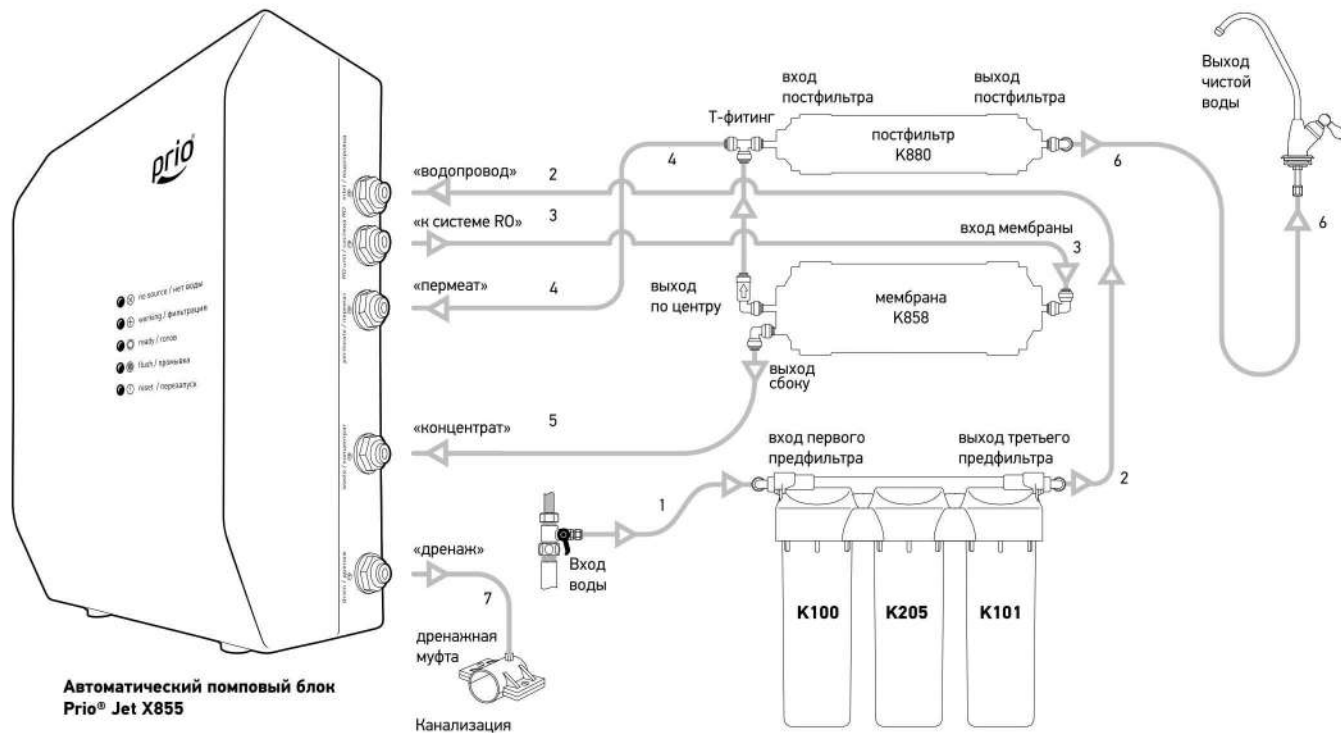 prio®
no source / нет воды
working / фильтрация
ready / готов
flush / промывка
reset / перезапуск
«водопровод»
2
«к системе RO»
3
«пермеат»
4
«концентрат»
5
«дренаж»
7
дренажная
муфта
Канализация
Автоматический помповый блок
Prio® Jet X855
4
Т-фитинг
вход
постфильтра
выход
постфильтра
постфильтр
K880
6
Выход
чистой
воды
6
вход мембраны
3
выход
по центру
мембрана
K858
выход
сбоку
вход первого
предфильтра
выход третьего
предфильтра
1
2
Вход
воды
K100
K205
K101